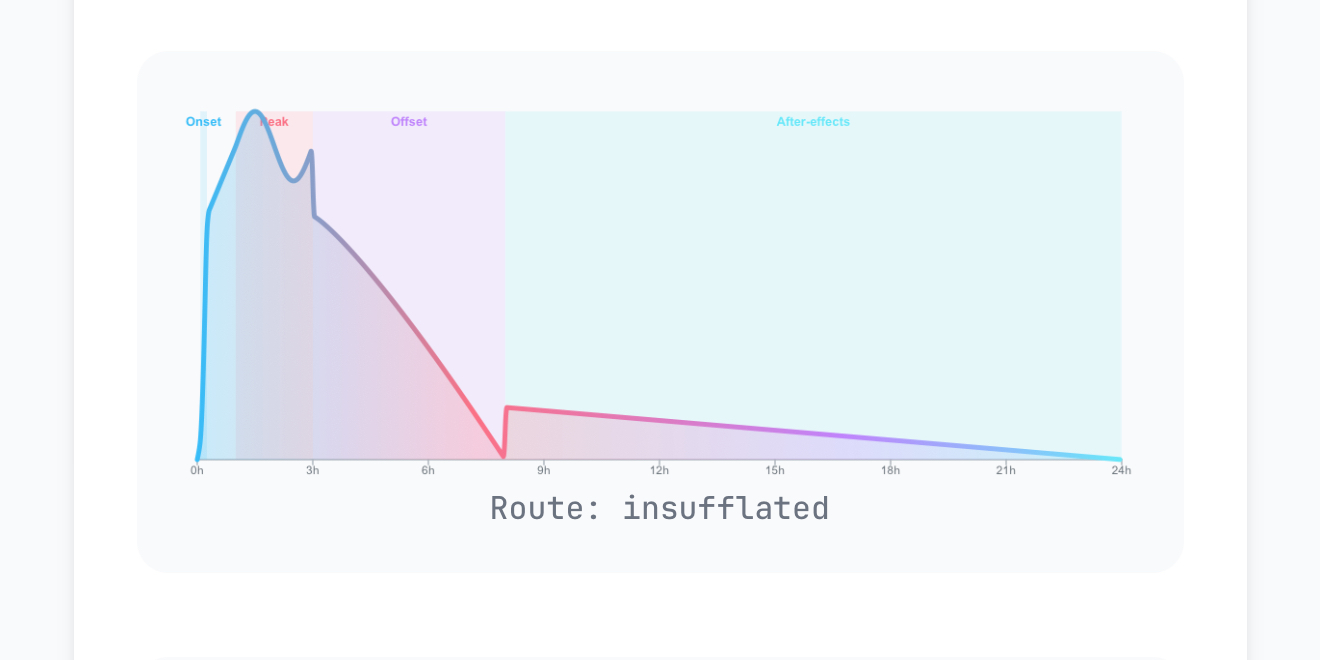 Onset Peak Offset After-effects
0h 3h 6h 9h 12h 15h 18h 21h 24h
Route: insufflated